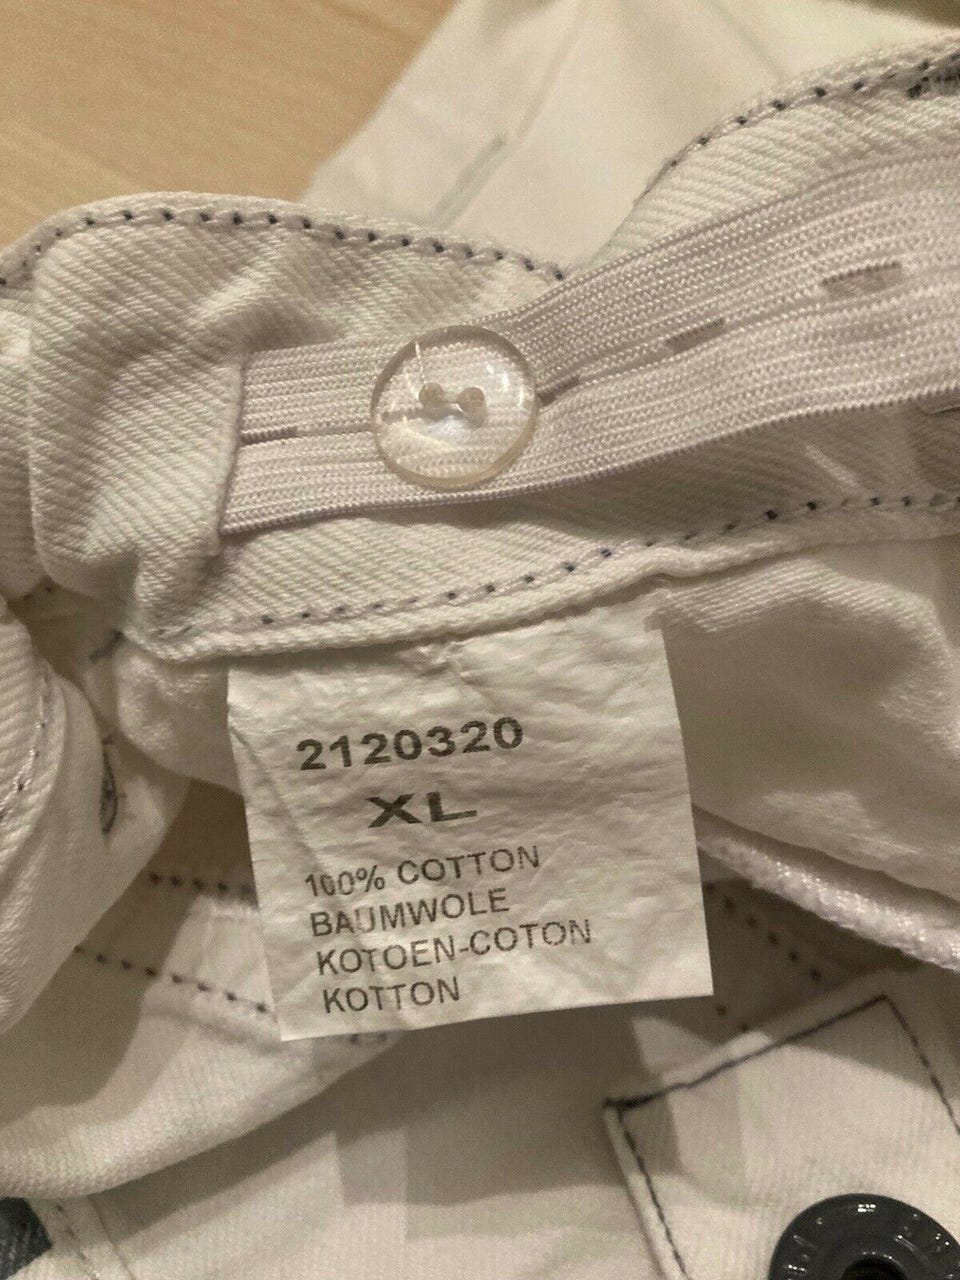 2120320
XL
100% COTTON
BAUMWOLE
KOTOEN-COTON
KOTTON